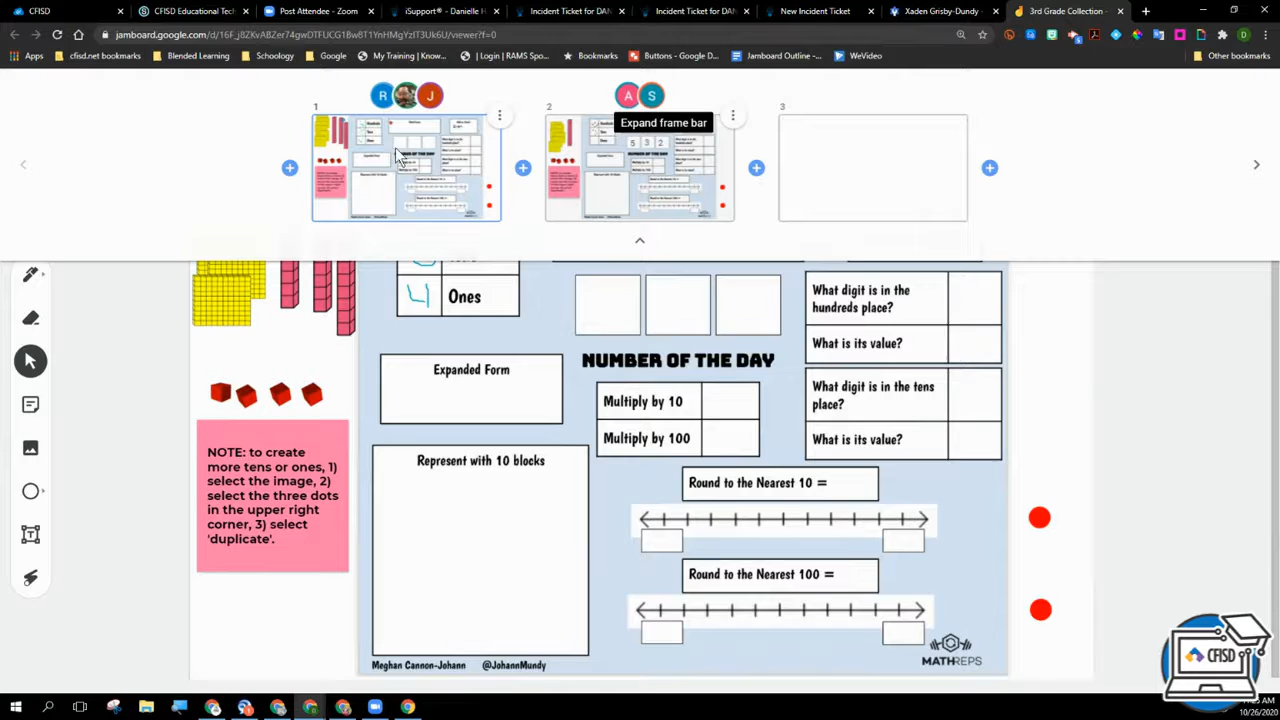 CFISD
CFISD Educational Tech
Post Attendee - Zoom
iSupport® - Danielle H
Incident Ticket for DAN
Incident Ticket for DAN
New Incident Ticket
Xaden Grisby-Dundy -
3rd Grade Collection -
Apps
cfisd.net bookmarks
Blended Learning
Schoology
Google
My Training | Know...
| Login | RAMS Spo...
Bookmarks
Buttons - Google D...
Jamboard Outline -...
WeVideo
Other bookmarks
R
J
A
S
1
2
3
Expand frame bar
5 3 2
4
Ones
Expanded Form
NUMBER OF THE DAY
Multiply by 10
Multiply by 100
What digit is in the
hundreds place?
What is its value?
What digit is in the tens
place?
What is its value?
NOTE: to create
more tens or ones, 1)
select the image, 2)
select the three dots
in the upper right
corner, 3) select
'duplicate'.
Represent with 10 blocks
Round to the Nearest 10 =
Round to the Nearest 100 =
Meghan Cannon-Johann @JohannMundy
MATHREPS
CFISD
10/26/2020